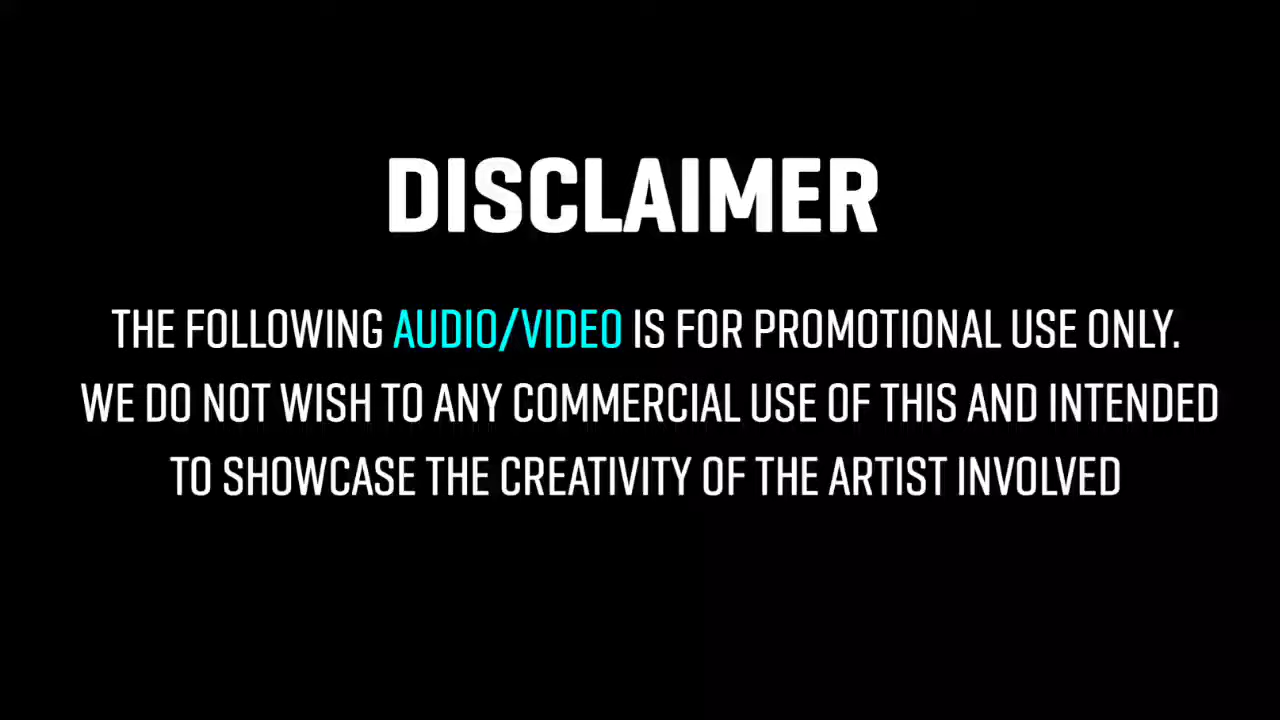 DISCLAIMER
THE FOLLOWING AUDIO/VIDEO IS FOR PROMOTIONAL USE ONLY.
WE DO NOT WISH TO ANY COMMERCIAL USE OF THIS AND INTENDED
TO SHOWCASE THE CREATIVITY OF THE ARTIST INVOLVED